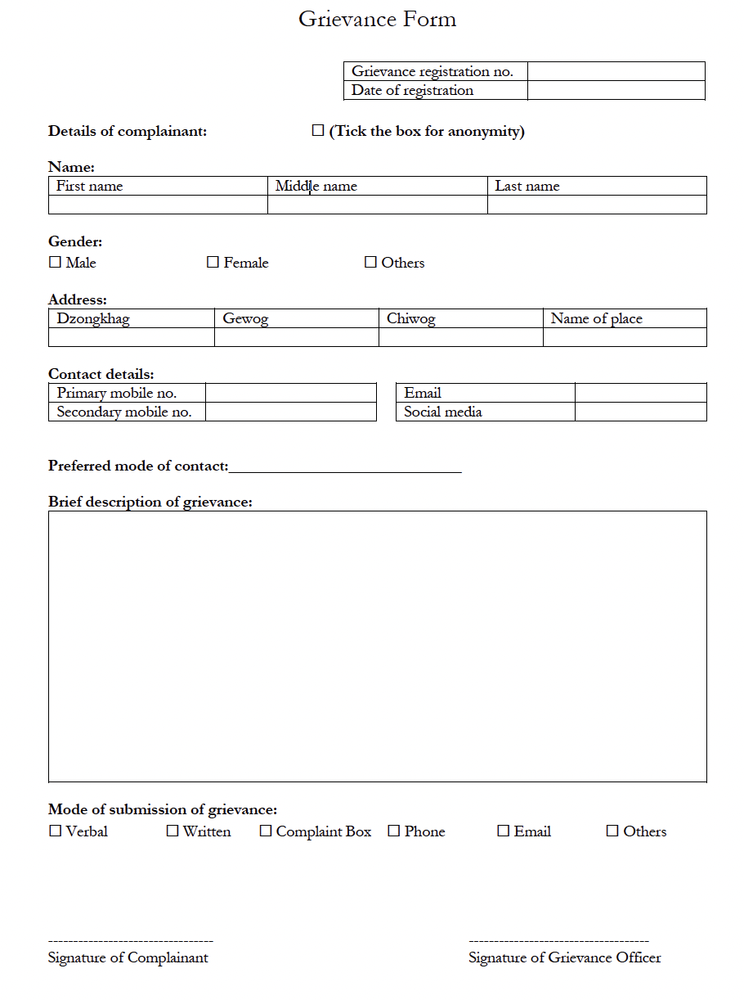 Grievance Form
Grievance registration no.
Date of registration
Details of complainant: ☐ (Tick the box for anonymity)
Name:
First name Middle name Last name
Gender:
☐ Male ☐ Female ☐ Others
Address:
Dzongkhag Gewog Chiwog Name of place
Contact details:
Primary mobile no. Email
Secondary mobile no. Social media
Preferred mode of contact:______________________________
Brief description of grievance:
Mode of submission of grievance:
☐ Verbal ☐ Written ☐ Complaint Box ☐ Phone ☐ Email ☐ Others
--------------------------------- ------------------------------------
Signature of Complainant Signature of Grievance Officer